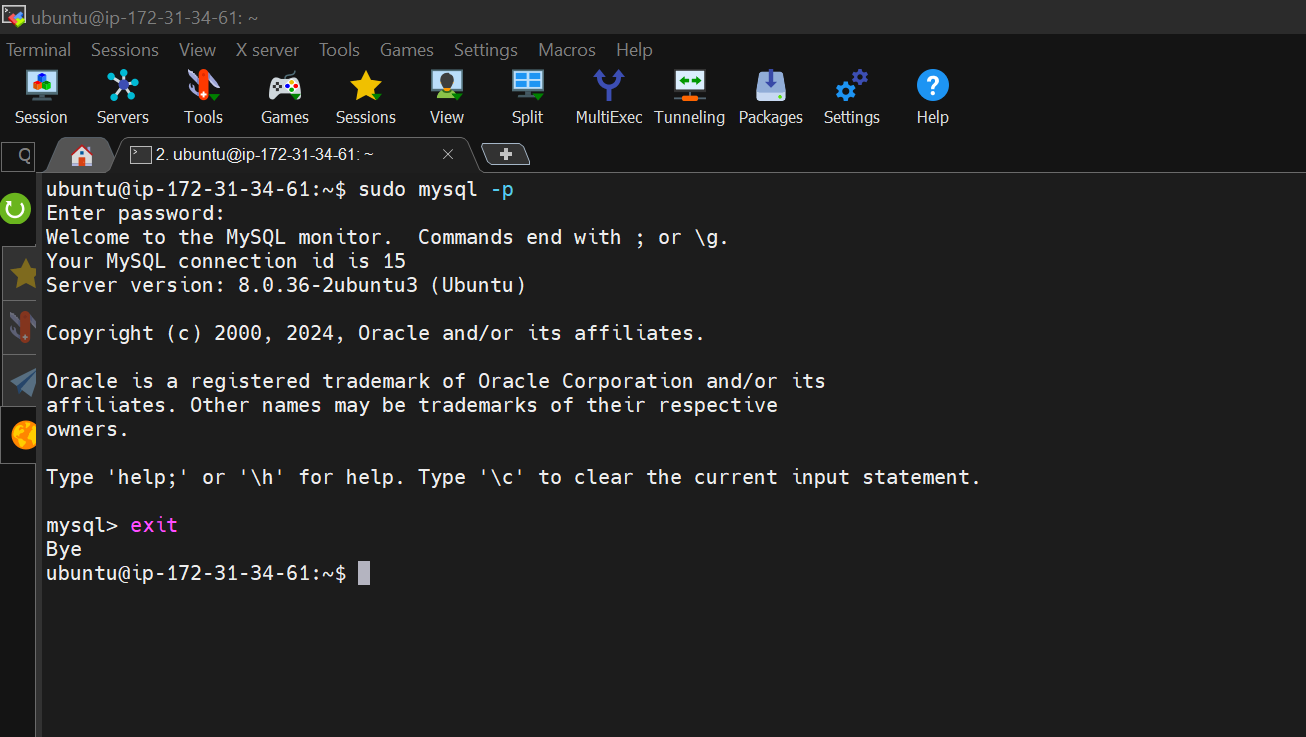 ubuntu@ip-172-31-34-61: ~
Terminal Sessions View X server Tools Games Settings Macros Help
Session Servers Tools Games Sessions View Split MultiExec Tunneling Packages Settings Help
2. ubuntu@ip-172-31-34-61: ~
ubuntu@ip-172-31-34-61:~$ sudo mysql -p
Enter password:
Welcome to the MySQL monitor.  Commands end with ; or \g.
Your MySQL connection id is 15
Server version: 8.0.36-2ubuntu3 (Ubuntu)
Copyright (c) 2000, 2024, Oracle and/or its affiliates.
Oracle is a registered trademark of Oracle Corporation and/or its
affiliates. Other names may be trademarks of their respective
owners.
Type 'help;' or '\h' for help. Type '\c' to clear the current input statement.
mysql> exit
Bye
ubuntu@ip-172-31-34-61:~$